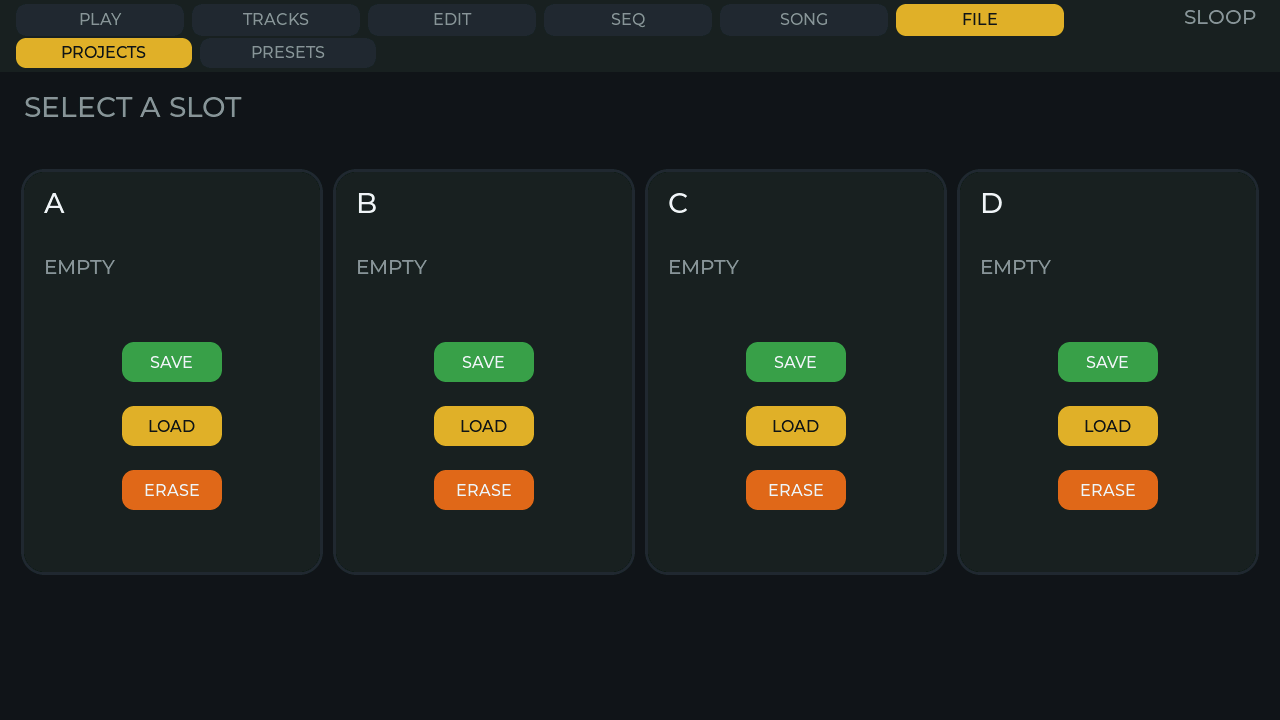 PLAY TRACKS EDIT SEQ SONG FILE SLOOP
PROJECTS PRESETS
SELECT A SLOT
A B C D
EMPTY EMPTY EMPTY EMPTY
SAVE SAVE SAVE SAVE
LOAD LOAD LOAD LOAD
ERASE ERASE ERASE ERASE